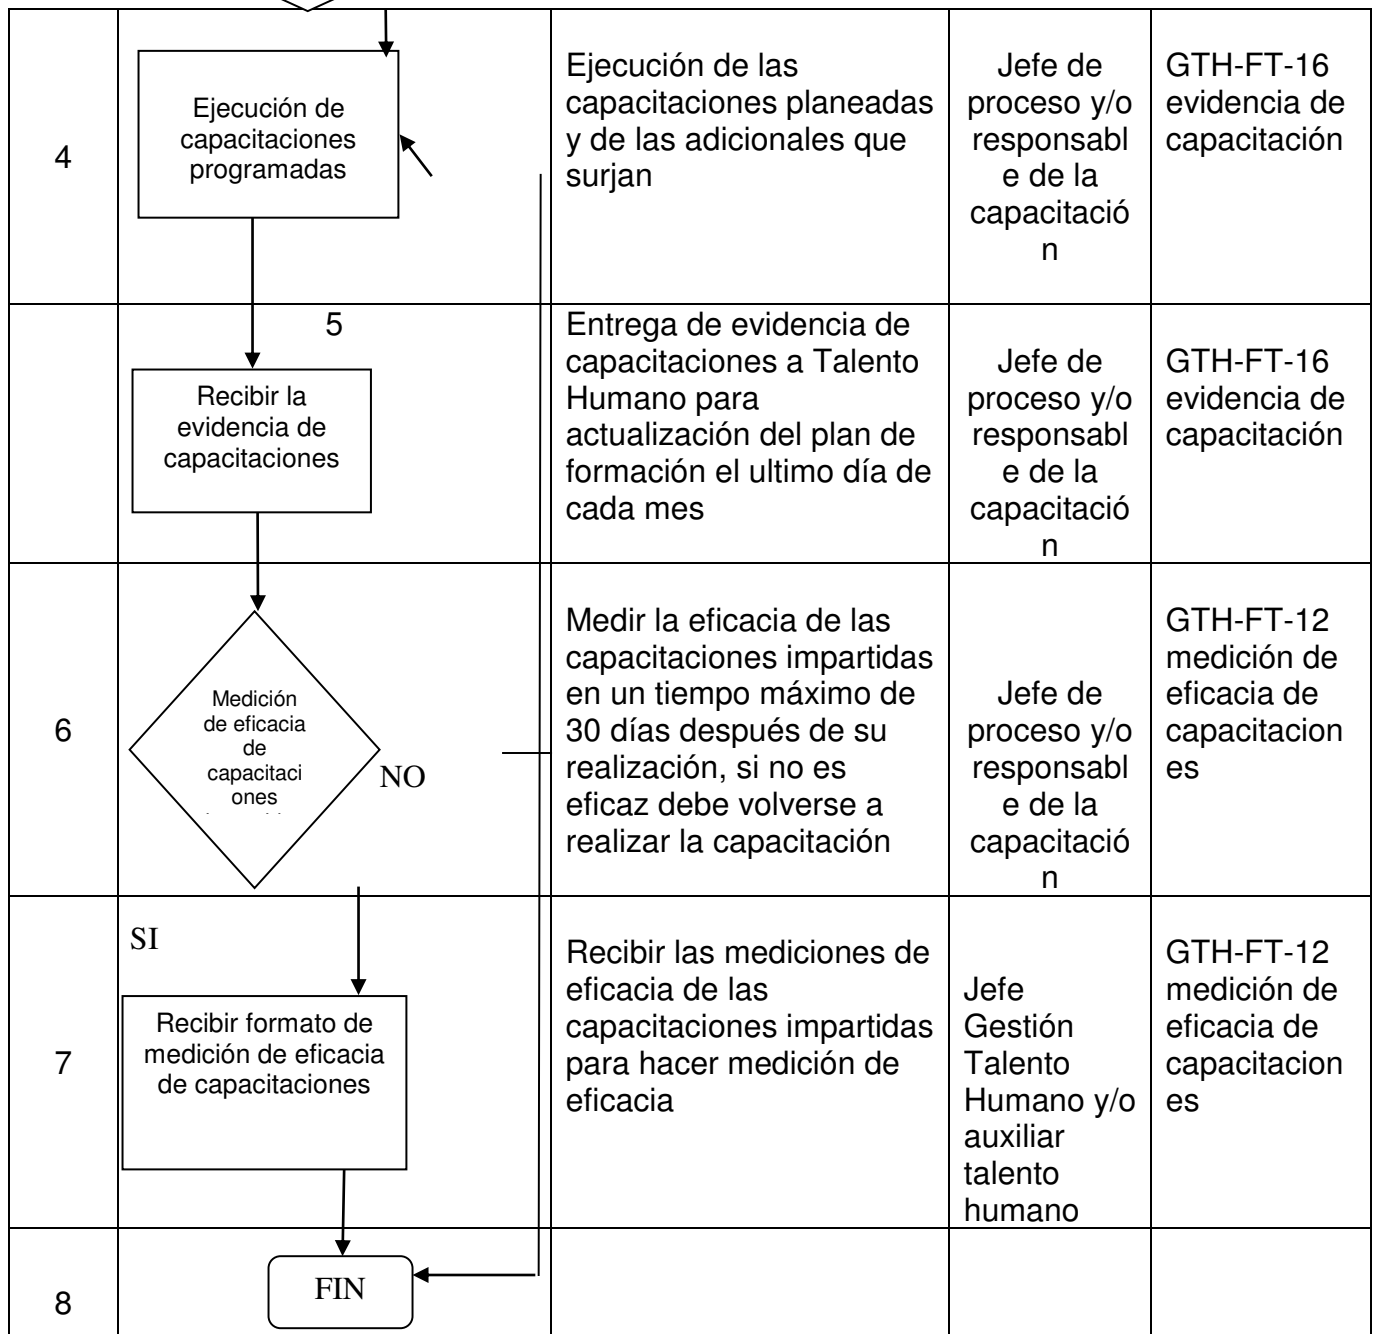 4
Ejecución de
capacitaciones
programadas
Ejecución de las
capacitaciones planeadas
y de las adicionales que
surjan
Jefe de
proceso y/o
responsabl
e de la
capacitació
n
GTH-FT-16
evidencia de
capacitación
5
Recibir la
evidencia de
capacitaciones
Entrega de evidencia de
capacitaciones a Talento
Humano para
actualización del plan de
formación el ultimo día de
cada mes
Jefe de
proceso y/o
responsabl
e de la
capacitació
n
GTH-FT-16
evidencia de
capacitación
6
Medición
de eficacia
de
capacitaci
ones
NO
Medir la eficacia de las
capacitaciones impartidas
en un tiempo máximo de
30 días después de su
realización, si no es
eficaz debe volverse a
realizar la capacitación
Jefe de
proceso y/o
responsabl
e de la
capacitació
n
GTH-FT-12
medición de
eficacia de
capacitacion
es
7
SI
Recibir formato de
medición de eficacia
de capacitaciones
Recibir las mediciones de
eficacia de las
capacitaciones impartidas
para hacer medición de
eficacia
Jefe
Gestión
Talento
Humano y/o
auxiliar
talento
humano
GTH-FT-12
medición de
eficacia de
capacitacion
es
8
FIN